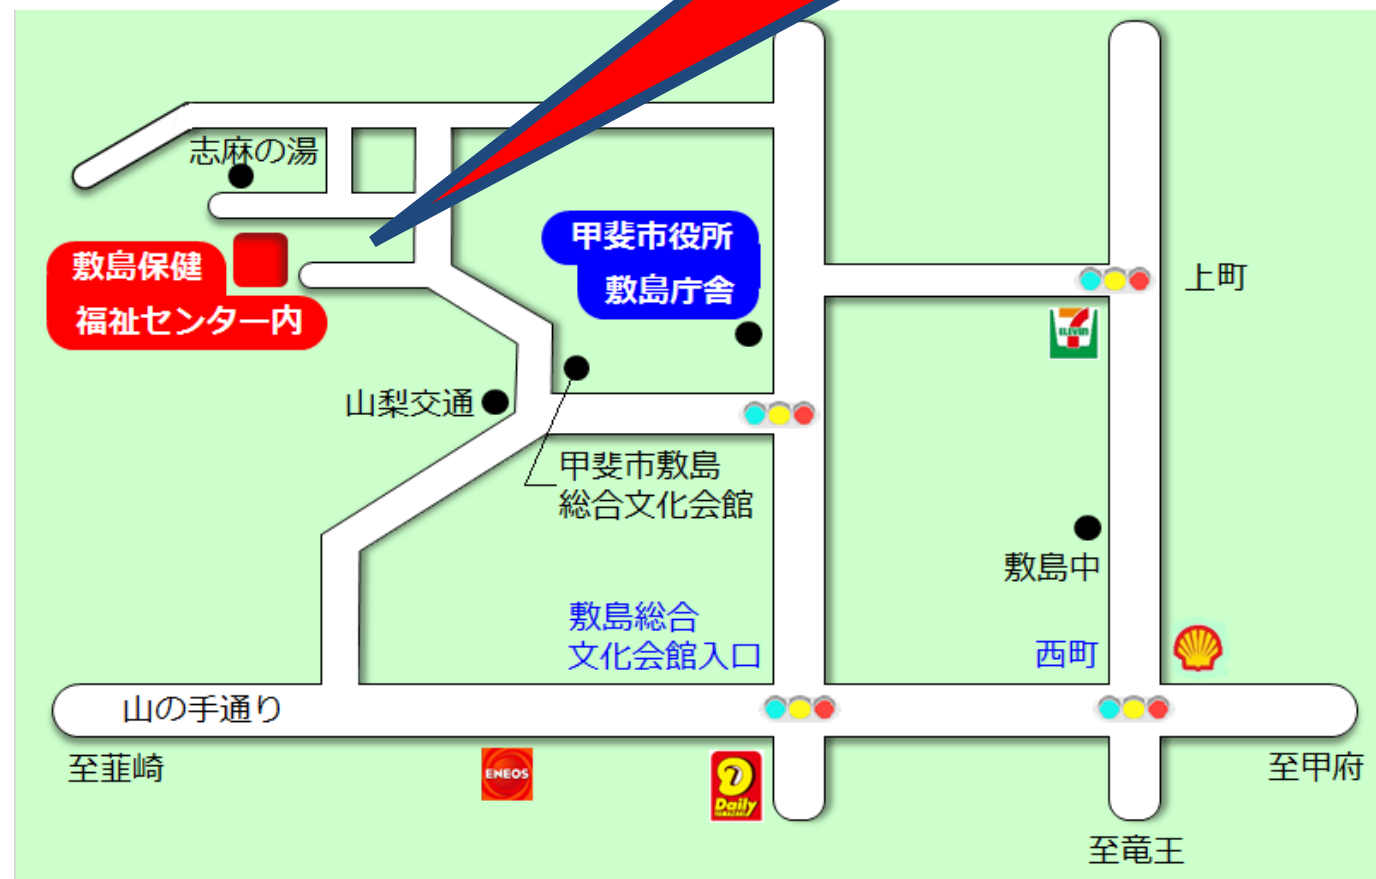 志麻の湯
敷島保健
福祉センター内
甲斐市役所
敷島庁舎
上町
ELEVEN
山梨交通
甲斐市敷島
総合文化会館
敷島中
敷島総合
文化会館入口
西町
山の手通り
至韮崎
ENEOS
Daily
至甲府
至竜王